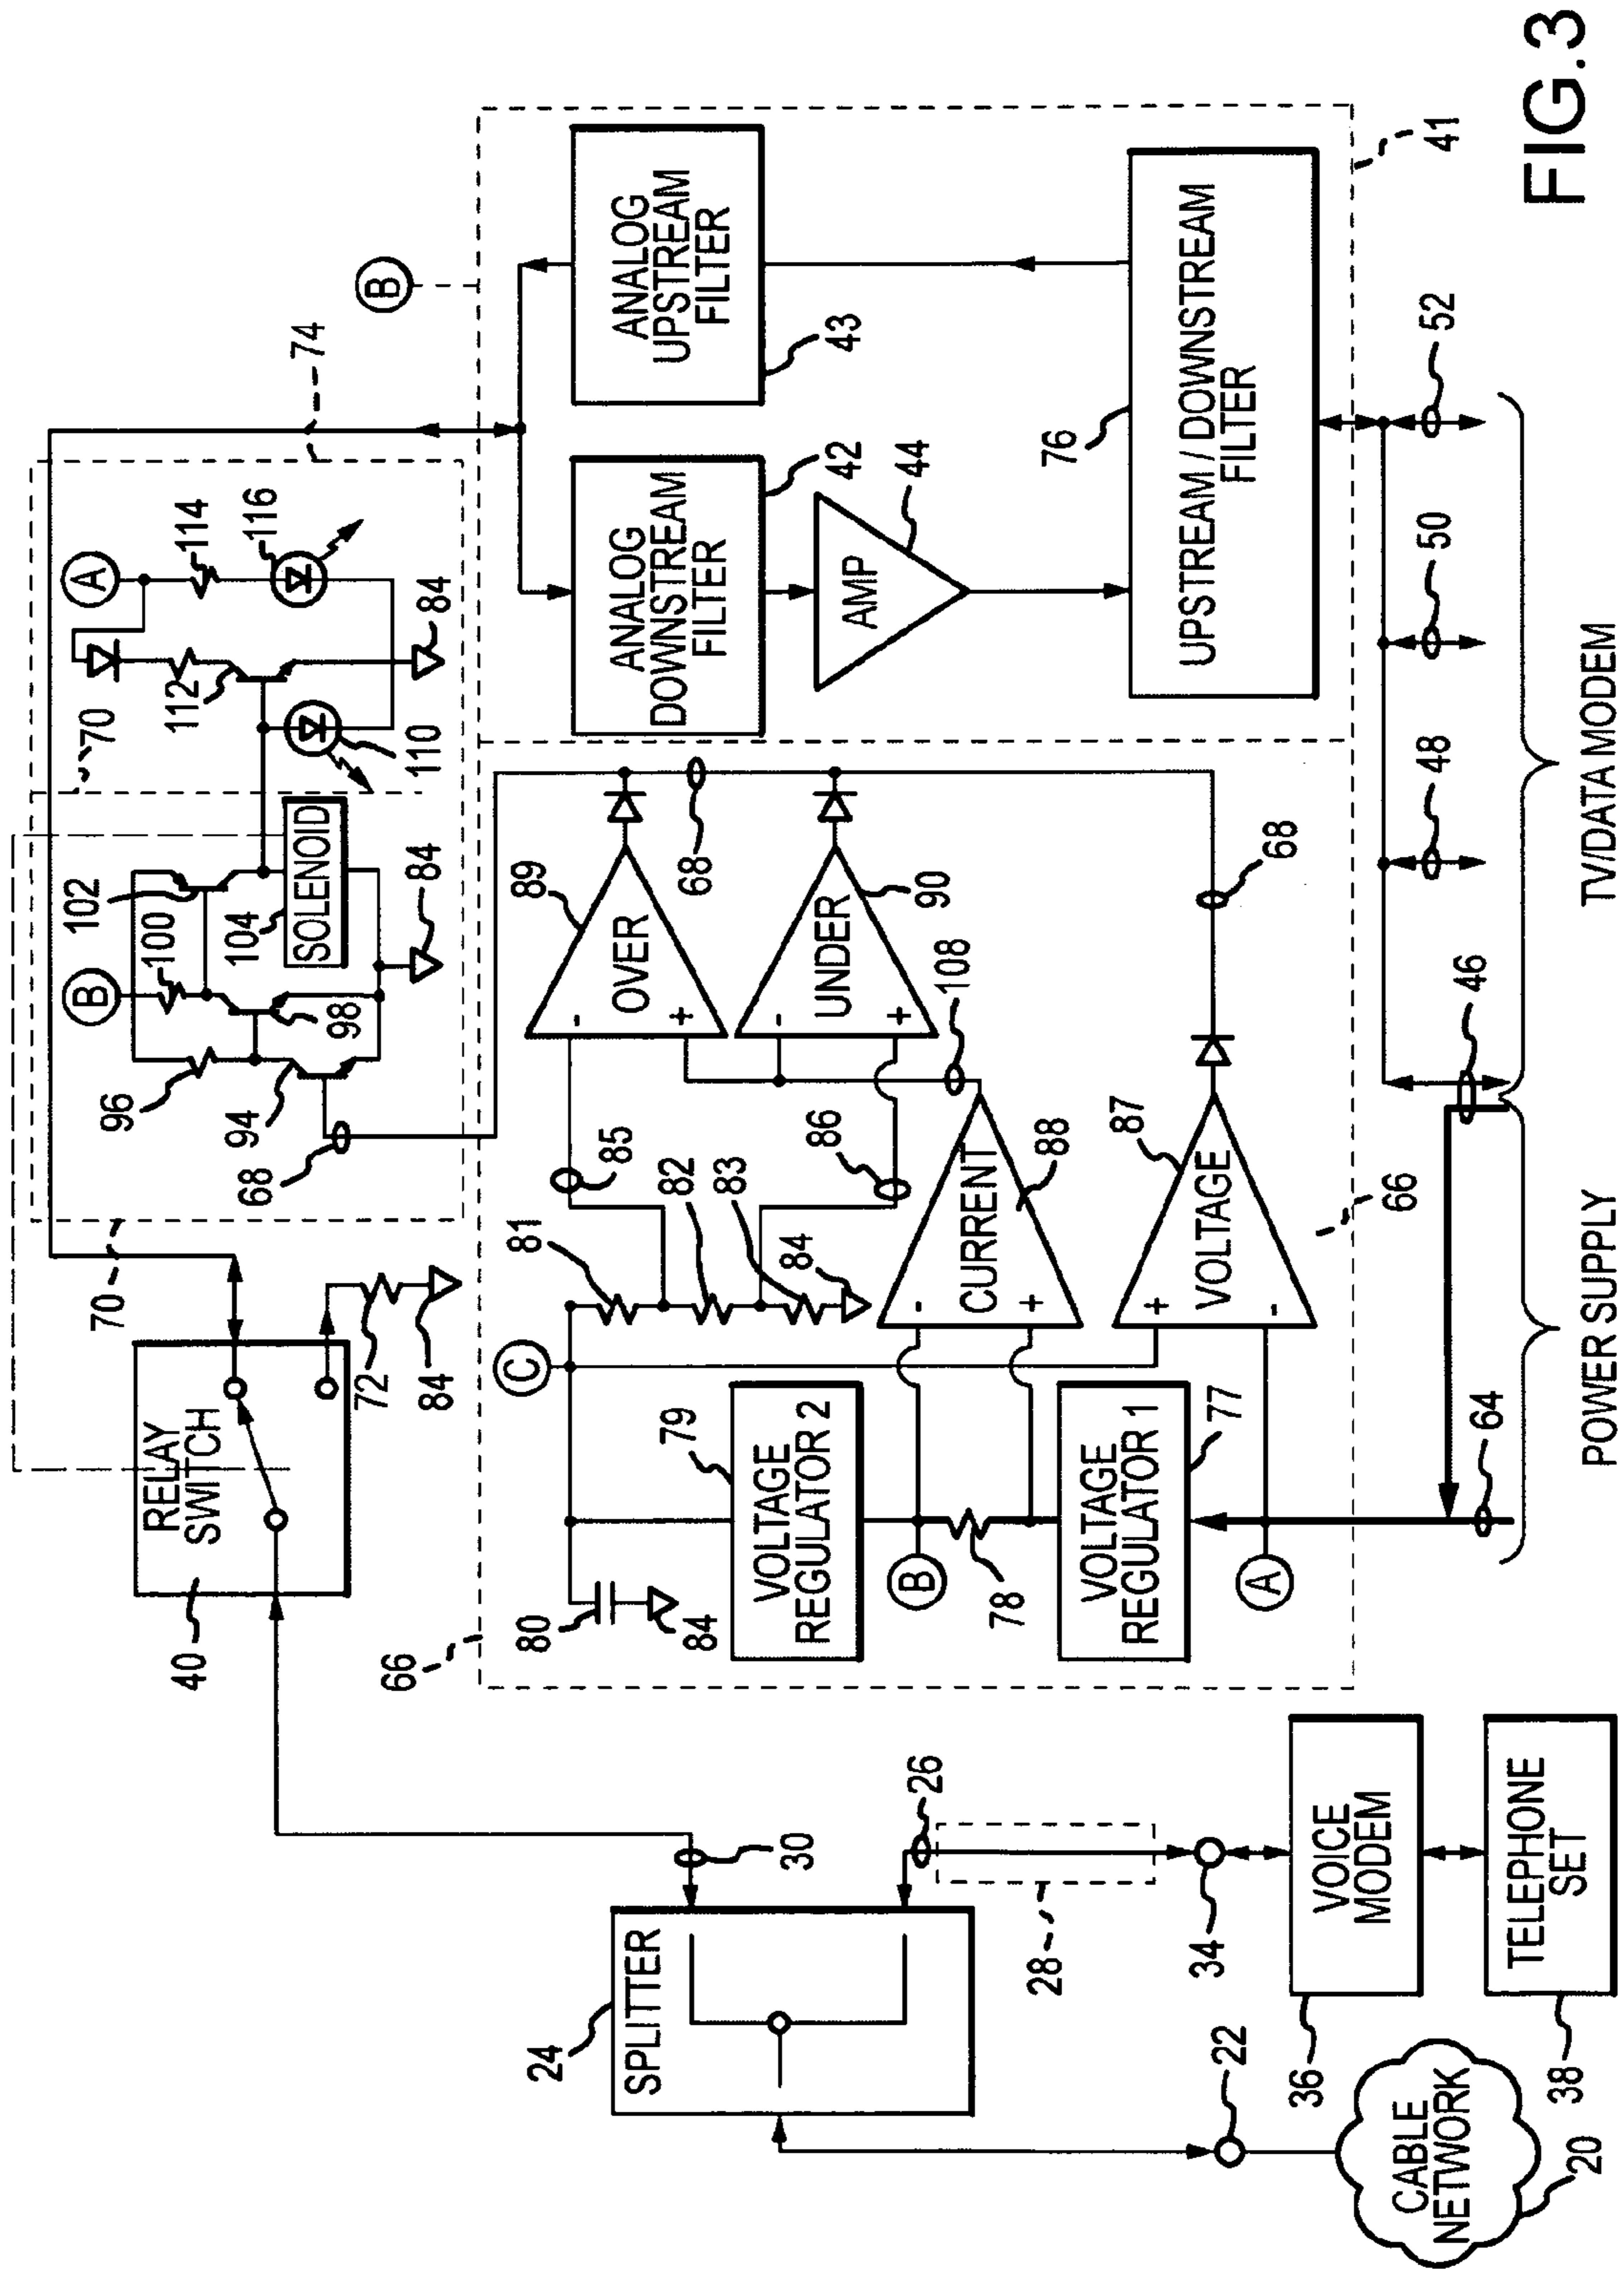 CABLE
NETWORK
20
22
24
SPLITTER
30
26
28
34
VOICE
MODEM
36
TELEPHONE
SET
38
40
RELAY
SWITCH
72
84
70
68
94
96
B
98
100
102
104
SOLENOID
84
70
110
112
A
114
116
84
74
66
80
84
C
79
VOLTAGE
REGULATOR 2
B
78
VOLTAGE
REGULATOR 1
77
A
81
82
83
84
85
86
-
+
CURRENT
88
108
+
-
VOLTAGE
87
68
-
+
OVER
89
68
-
+
UNDER
90
66
64
POWER SUPPLY
B
ANALOG
DOWNSTREAM
FILTER
42
ANALOG
UPSTREAM
FILTER
43
AMP
44
76
UPSTREAM / DOWNSTREAM
FILTER
41
46
48
50
52
TV/DATA MODEM
FIG.3